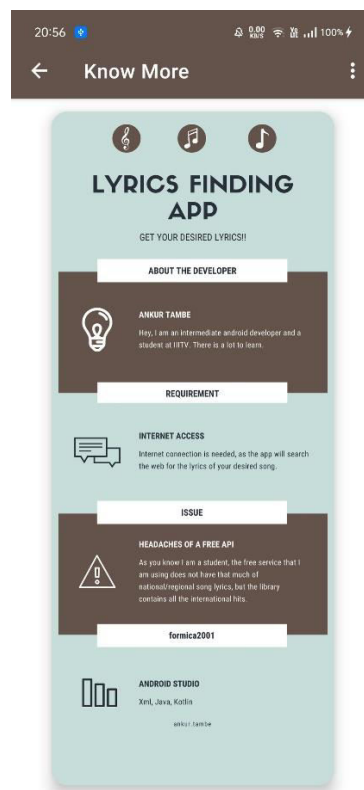 20:56
0.00
KB/S
Vo
LTE
100%
Know More
LYRICS FINDING
APP
GET YOUR DESIRED LYRICS!!
ABOUT THE DEVELOPER
ANKUR TAMBE
Hey, I am an intermediate android developer and a
student at IIITV. There is a lot to learn.
REQUIREMENT
INTERNET ACCESS
Internet connection is needed, as the app will search
the web for the lyrics of your desired song.
ISSUE
HEADACHES OF A FREE API
As you know I am a student, the free service that I
am using does not have that much of
national/regional song lyrics, but the library
contains all the international hits.
formica2001
ANDROID STUDIO
Xml, Java, Kotlin
ankur.tambe